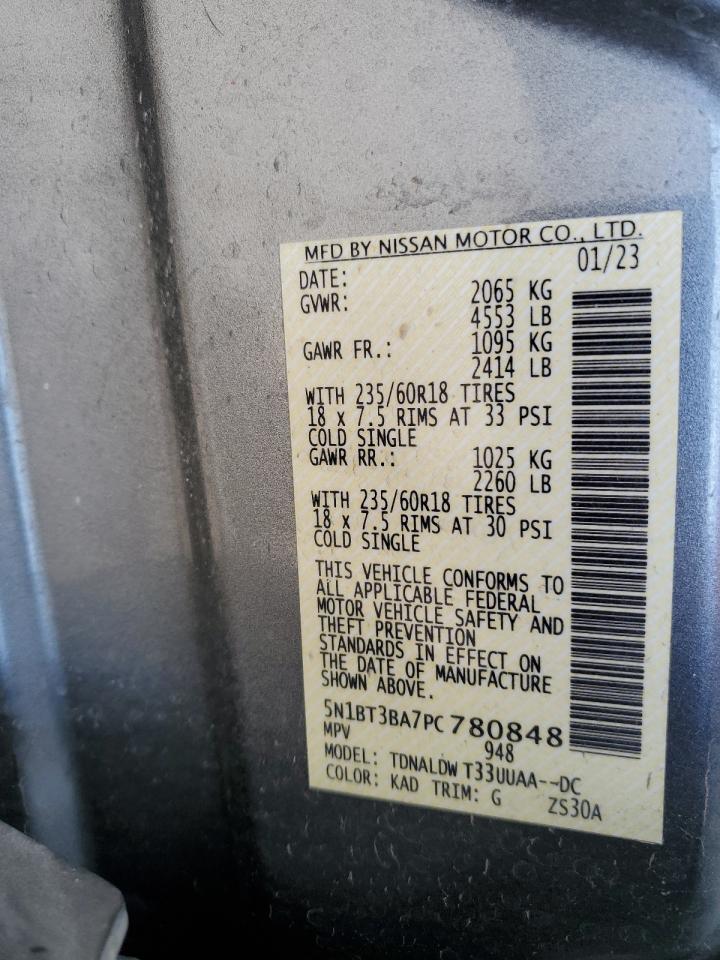 MFD BY NISSAN MOTOR CO., LTD.
DATE: 01/23
GVWR: 2065 KG
4553 LB
GAWR FR.: 1095 KG
2414 LB
WITH 235/60R18 TIRES
18 x 7.5 RIMS AT 33 PSI
COLD SINGLE
GAWR RR.: 1025 KG
2260 LB
WITH 235/60R18 TIRES
18 x 7.5 RIMS AT 30 PSI
COLD SINGLE
THIS VEHICLE CONFORMS TO
ALL APPLICABLE FEDERAL
MOTOR VEHICLE SAFETY AND
THEFT PREVENTION
STANDARDS IN EFFECT ON
THE DATE OF MANUFACTURE
SHOWN ABOVE.
5N1BT3BA7PC780848
MPV 948
MODEL: TDNALDW T33UUAA--DC
COLOR: KAD TRIM: G ZS30A